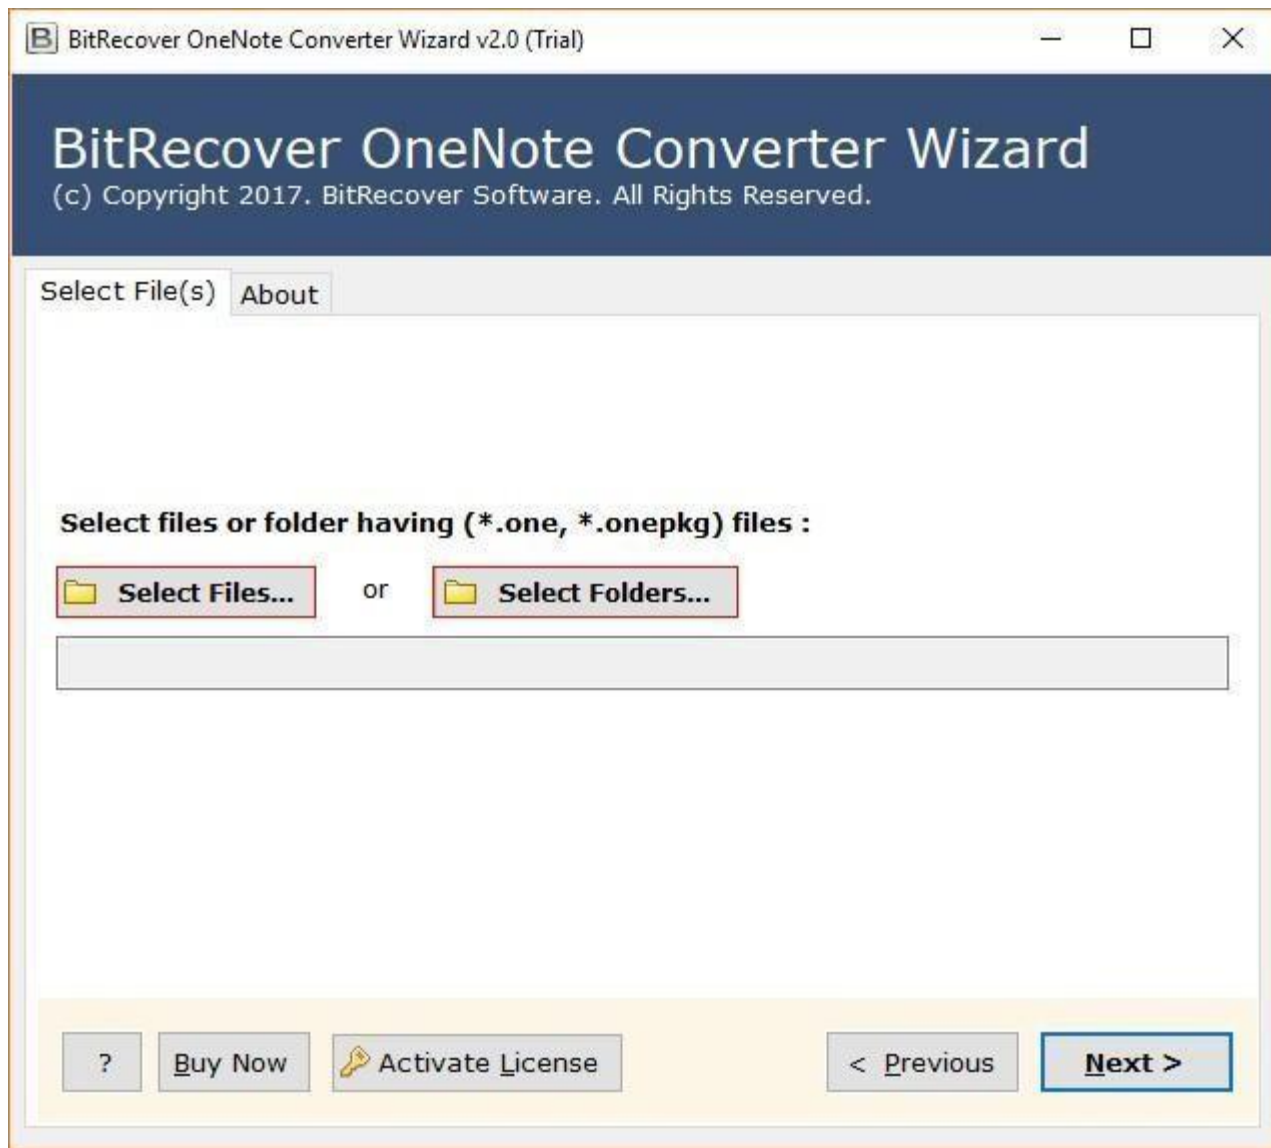 BitRecover OneNote Converter Wizard v2.0 (Trial)
BitRecover OneNote Converter Wizard
(c) Copyright 2017. BitRecover Software. All Rights Reserved.
Select File(s) About
Select files or folder having (*.one, *.onepkg) files :
Select Files... or Select Folders...
? Buy Now Activate License < Previous Next >